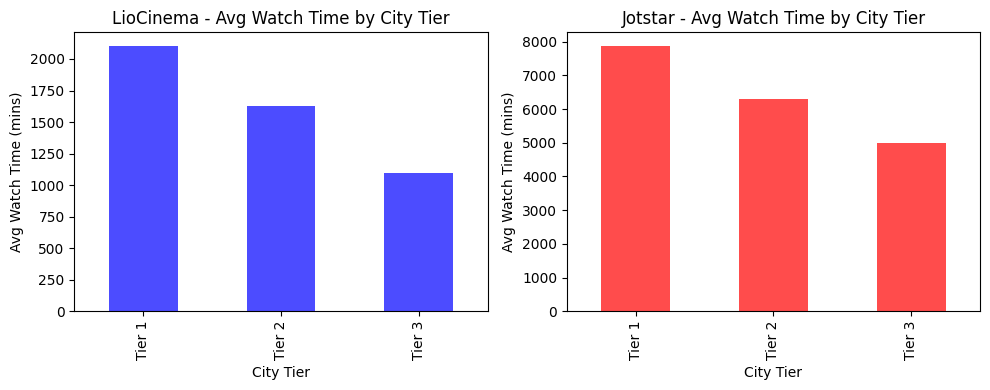 LioCinema - Avg Watch Time by City Tier
Avg Watch Time (mins)
2000
1750
1500
1250
1000
750
500
250
0
Tier 1
Tier 2
Tier 3
City Tier
Jotstar - Avg Watch Time by City Tier
Avg Watch Time (mins)
8000
7000
6000
5000
4000
3000
2000
1000
0
Tier 1
Tier 2
Tier 3
City Tier